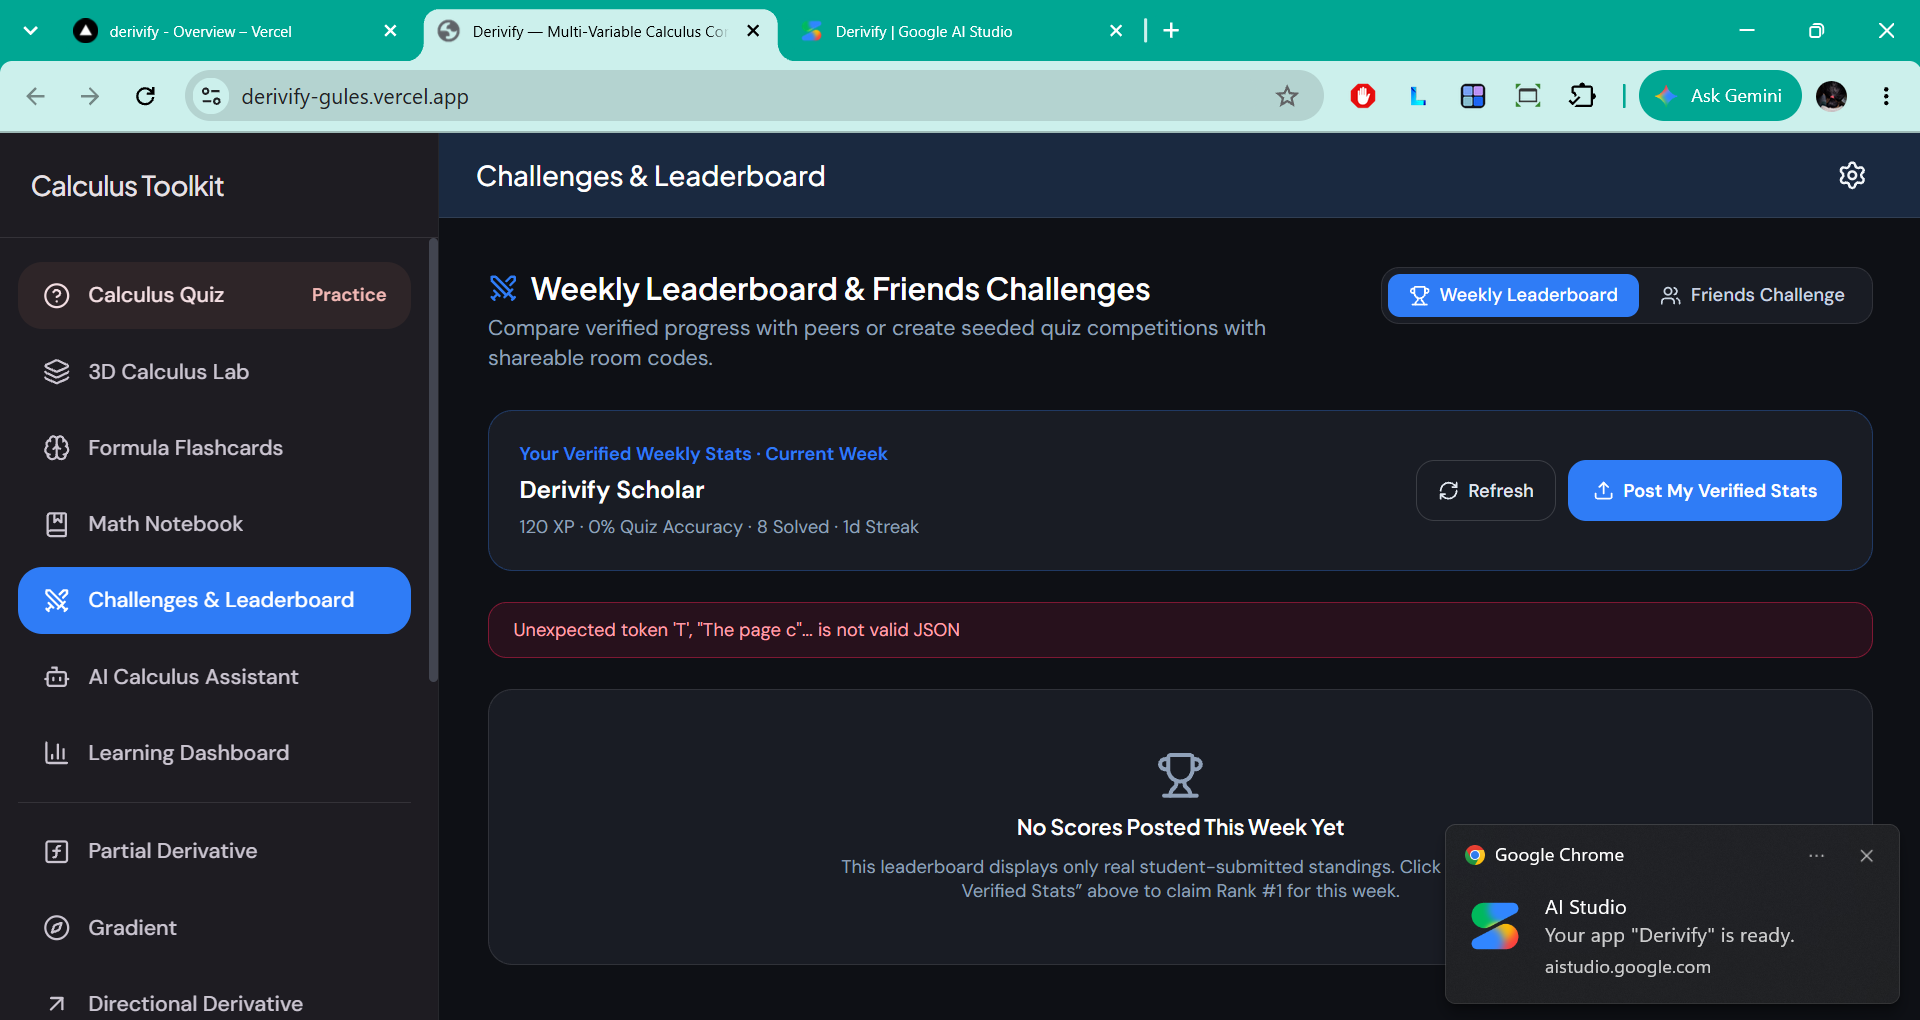 derivify - Overview – Vercel
Derivify — Multi-Variable Calculus Co
Derivify | Google AI Studio
derivify-gules.vercel.app
Ask Gemini
Calculus Toolkit
Challenges & Leaderboard
Calculus Quiz
Practice
3D Calculus Lab
Formula Flashcards
Math Notebook
Challenges & Leaderboard
AI Calculus Assistant
Learning Dashboard
Partial Derivative
Gradient
Directional Derivative
Weekly Leaderboard & Friends Challenges
Compare verified progress with peers or create seeded quiz competitions with
shareable room codes.
Weekly Leaderboard
Friends Challenge
Your Verified Weekly Stats · Current Week
Derivify Scholar
120 XP · 0% Quiz Accuracy · 8 Solved · 1d Streak
Refresh
Post My Verified Stats
Unexpected token 'T', "The page c"... is not valid JSON
No Scores Posted This Week Yet
This leaderboard displays only real student-submitted standings. Click
Verified Stats” above to claim Rank #1 for this week.
Google Chrome
AI Studio
Your app "Derivify" is ready.
aistudio.google.com